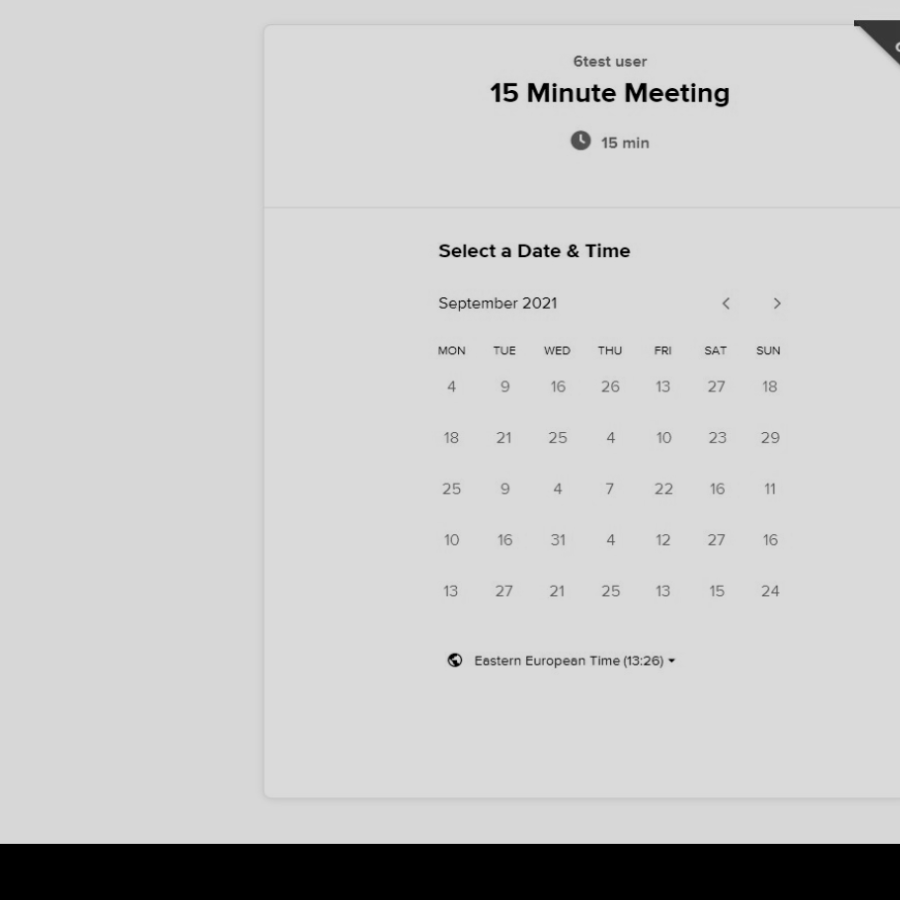 6test user
15 Minute Meeting
15 min
Select a Date & Time
September 2021
MON TUE WED THU FRI SAT SUN
4 9 16 26 13 27 18
18 21 25 4 10 23 29
25 9 4 7 22 16 11
10 16 31 4 12 27 16
13 27 21 25 13 15 24
Eastern European Time (13:26)